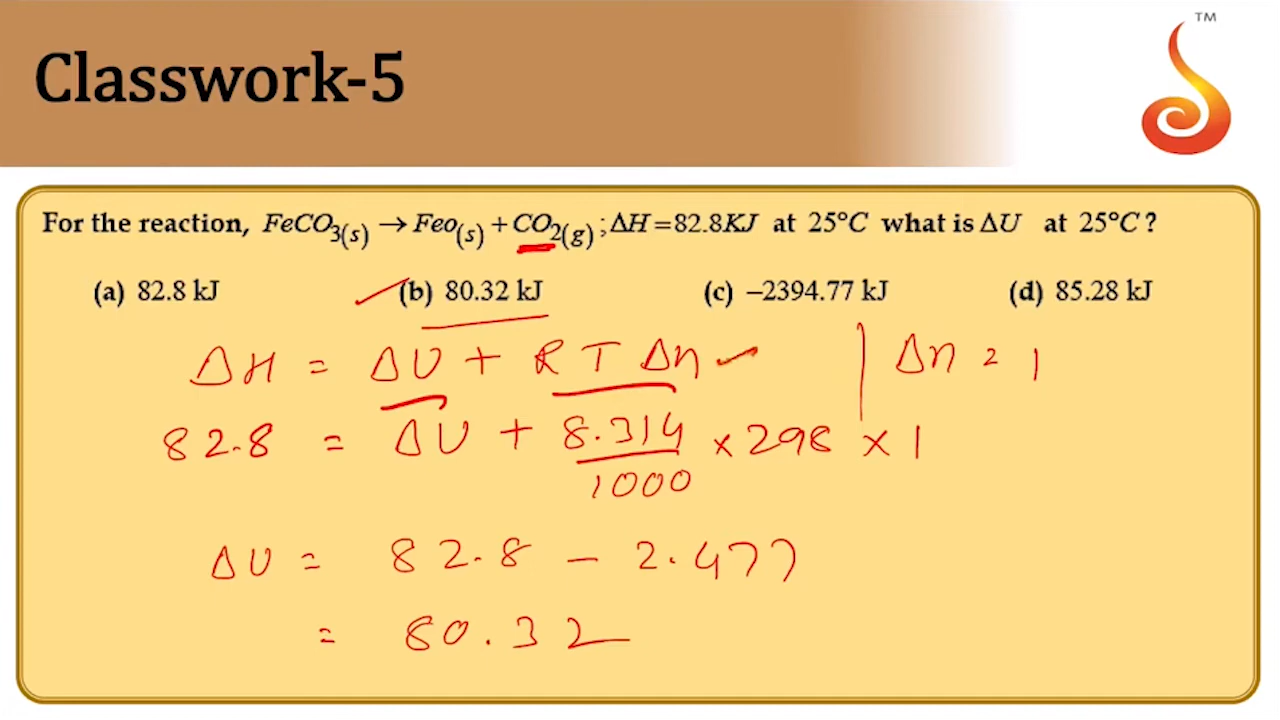 TM
Classwork-5
For the reaction, FeCO3(s) → Feo(s) + CO2(g) ; ΔH = 82.8KJ at 25°C what is ΔU at 25°C ?
(a) 82.8 kJ (b) 80.32 kJ (c) –2394.77 kJ (d) 85.28 kJ
ΔH = ΔU + RTΔn | Δn = 1
82.8 = ΔU + 8.314/1000 × 298 × 1
ΔU = 82.8 – 2.477
= 80.32